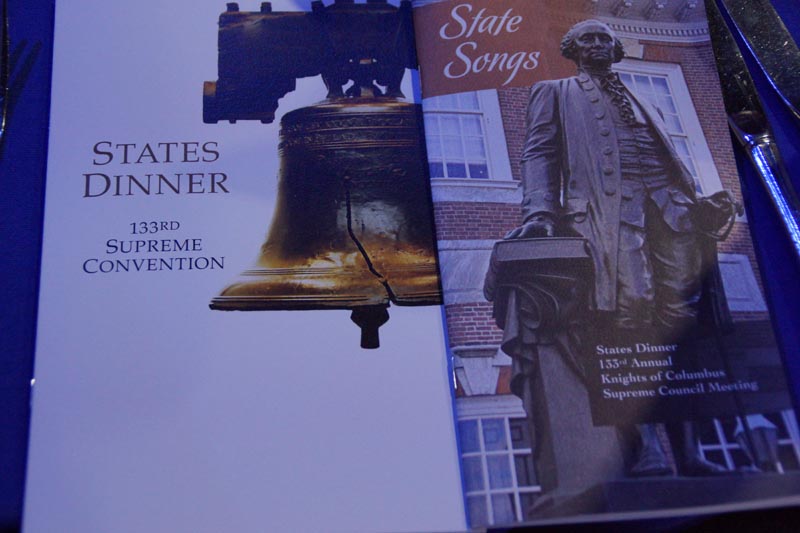 STATES
DINNER
133RD
SUPREME
CONVENTION
State
Songs
States Dinner
133rd Annual
Knights of Columbus
Supreme Council Meeting